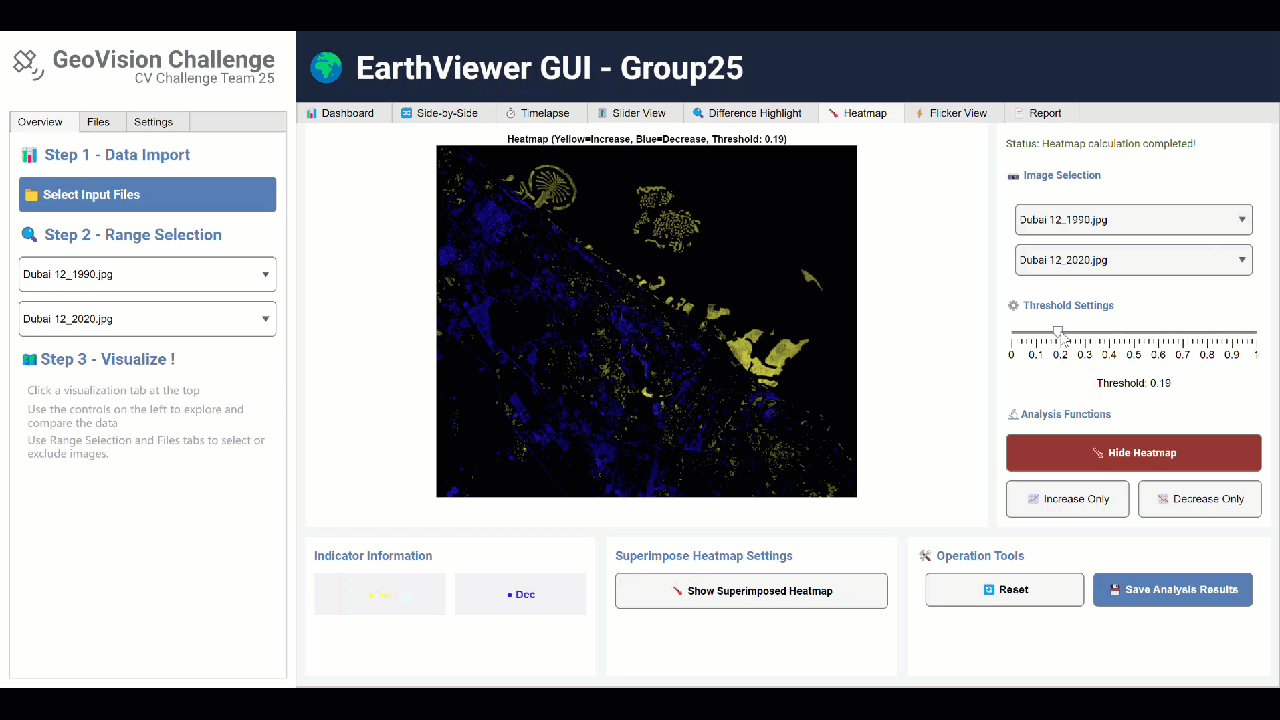 GeoVision Challenge
CV Challenge Team 25
EarthViewer GUI - Group25
Overview
Files
Settings
Dashboard
Side-by-Side
Timelapse
Slider View
Difference Highlight
Heatmap
Flicker View
Report
Step 1 - Data Import
Select Input Files
Step 2 - Range Selection
Dubai 12_1990.jpg
Dubai 12_2020.jpg
Step 3 - Visualize !
Click a visualization tab at the top
Use the controls on the left to explore and
compare the data
Use Range Selection and Files tabs to select or
exclude images.
Heatmap (Yellow=Increase, Blue=Decrease, Threshold: 0.19)
Status: Heatmap calculation completed!
Image Selection
Dubai 12_1990.jpg
Dubai 12_2020.jpg
Threshold Settings
0 0.1 0.2 0.3 0.4 0.5 0.6 0.7 0.8 0.9 1
Threshold: 0.19
Analysis Functions
Hide Heatmap
Increase Only
Decrease Only
Indicator Information
Dec
Superimpose Heatmap Settings
Show Superimposed Heatmap
Operation Tools
Reset
Save Analysis Results